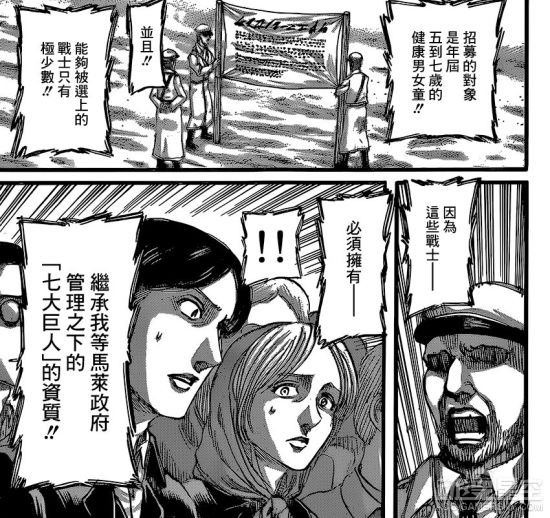 招募的對象
是年屆
五到七歲的
健康男女童!!
並且!!
能夠被選上的
戰士只有
極少數!!
因為
這些戰士——
必須擁有——
!!
繼承我等馬萊政府
管理之下的
「七大巨人」的資質!!